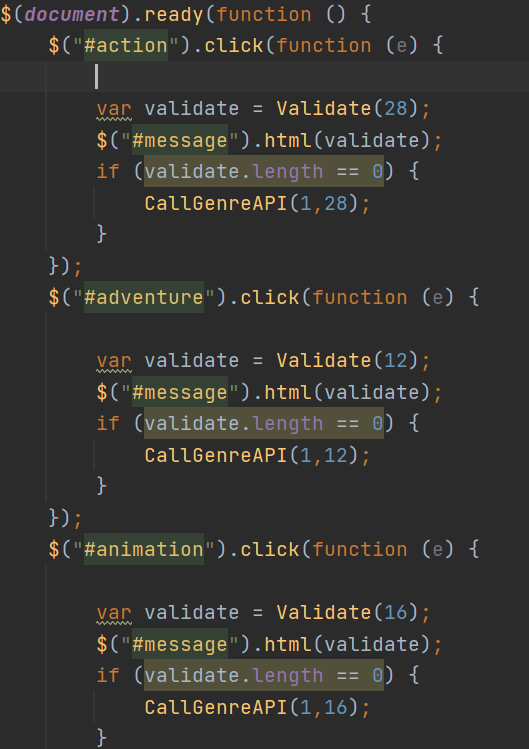 $(document).ready(function () {
$("#action").click(function (e) {
var validate = Validate(28);
$("#message").html(validate);
if (validate.length == 0) {
CallGenreAPI(1,28);
}
});
$("#adventure").click(function (e) {
var validate = Validate(12);
$("#message").html(validate);
if (validate.length == 0) {
CallGenreAPI(1,12);
}
});
$("#animation").click(function (e) {
var validate = Validate(16);
$("#message").html(validate);
if (validate.length == 0) {
CallGenreAPI(1,16);
}